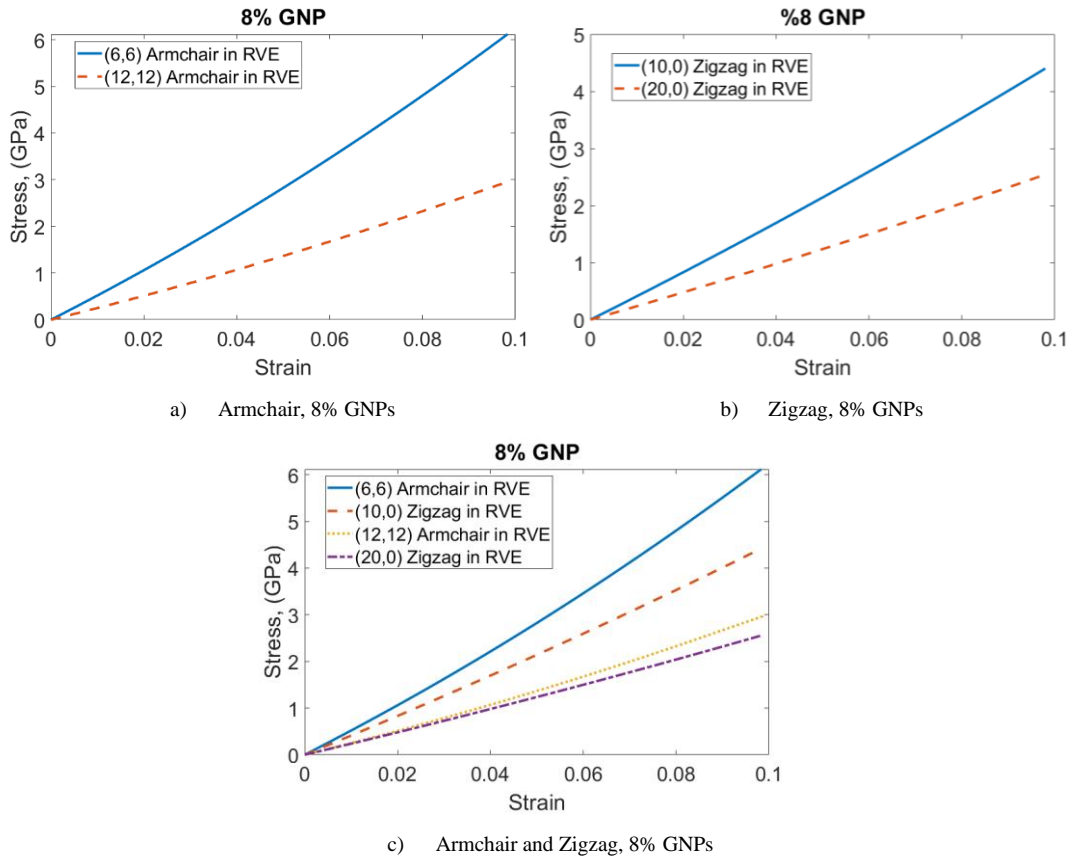 8% GNP
6
5
4
3
2
1
0
Stress, (GPa)
(6,6) Armchair in RVE
(12,12) Armchair in RVE
0 0.02 0.04 0.06 0.08 0.1
Strain
a) Armchair, 8% GNPs
%8 GNP
5
4
3
2
1
0
Stress, (GPa)
(10,0) Zigzag in RVE
(20,0) Zigzag in RVE
0 0.02 0.04 0.06 0.08 0.1
Strain
b) Zigzag, 8% GNPs
8% GNP
6
5
4
3
2
1
0
Stress, (GPa)
(6,6) Armchair in RVE
(10,0) Zigzag in RVE
(12,12) Armchair in RVE
(20,0) Zigzag in RVE
0 0.02 0.04 0.06 0.08 0.1
Strain
c) Armchair and Zigzag, 8% GNPs